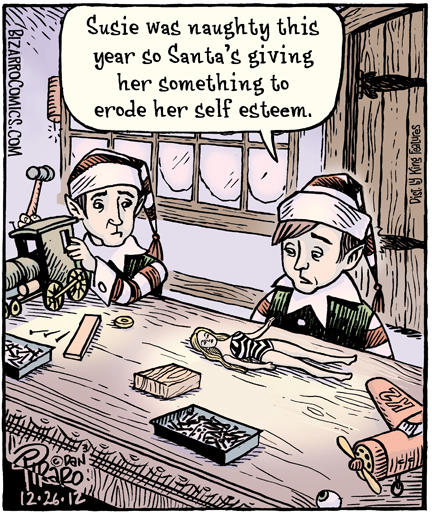 Susie was naughty this
year so Santa's giving
her something to
erode her self esteem.
BIZARROCOMICS.COM
Dist. by King Features
© DAN
PIRARO
12·26·12